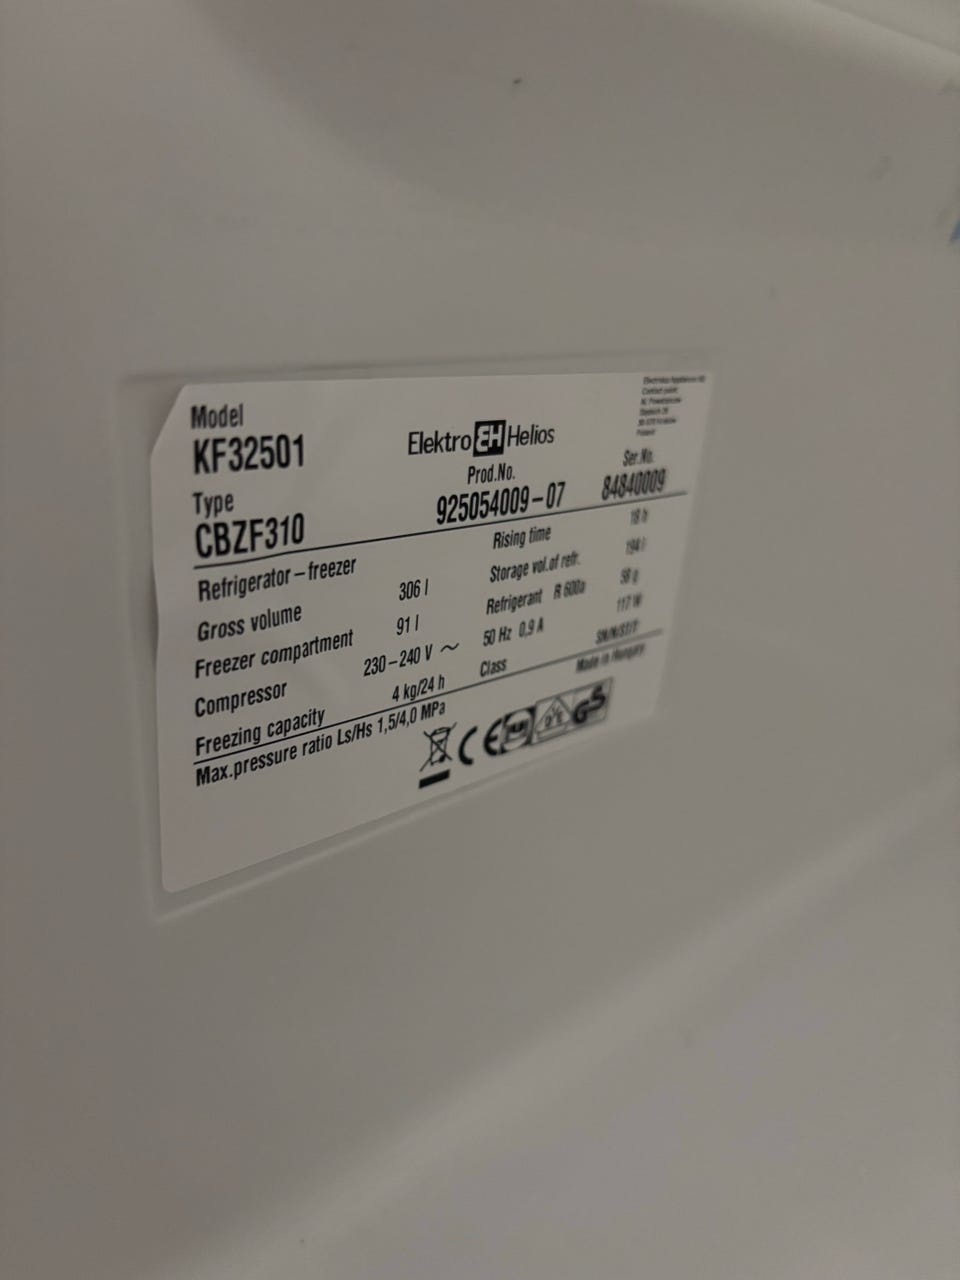 Model
KF32501
Type
CBZF310
Elektro EH Helios
Prod.No.
925054009-07
Ser.No.
84840009
Refrigerator-freezer
Rising time 18 h
Gross volume 306 l
Storage vol.of refr. 194 l
Freezer compartment 91 l
Refrigerant R 600a 58 g
Compressor 230-240 V ~
50 Hz 0,9 A 117 W
Freezing capacity 4 kg/24 h
Class SN/N/ST/T
Max.pressure ratio Ls/Hs 1,5/4,0 MPa
Made in Hungary
CE
GS